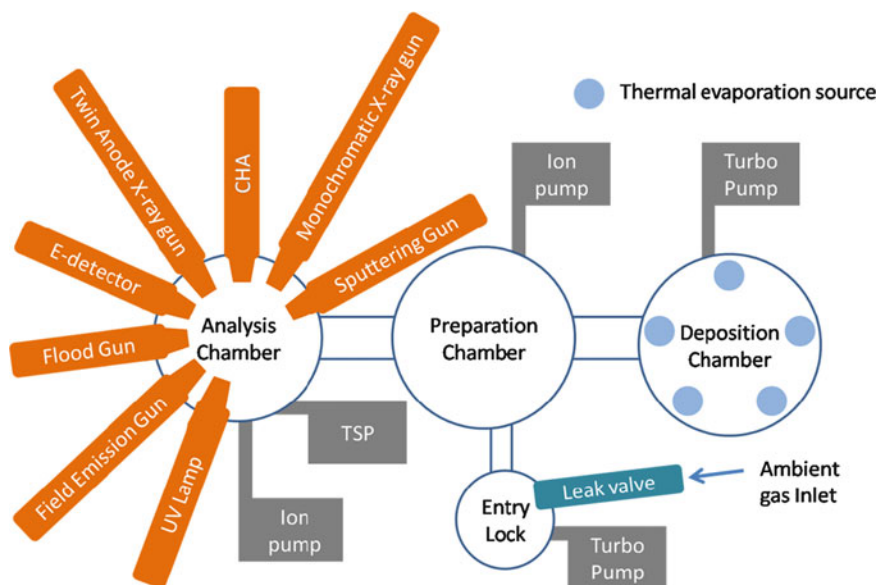 Twin Anode X-ray gun
CHA
Monochromatic X-ray gun
Sputtering Gun
E-detector
Flood Gun
Field Emission Gun
UV Lamp
Analysis
Chamber
TSP
Ion
pump
Preparation
Chamber
Ion
pump
Thermal evaporation source
Turbo
Pump
Deposition
Chamber
Entry
Lock
Leak valve
Ambient
gas Inlet
Turbo
Pump